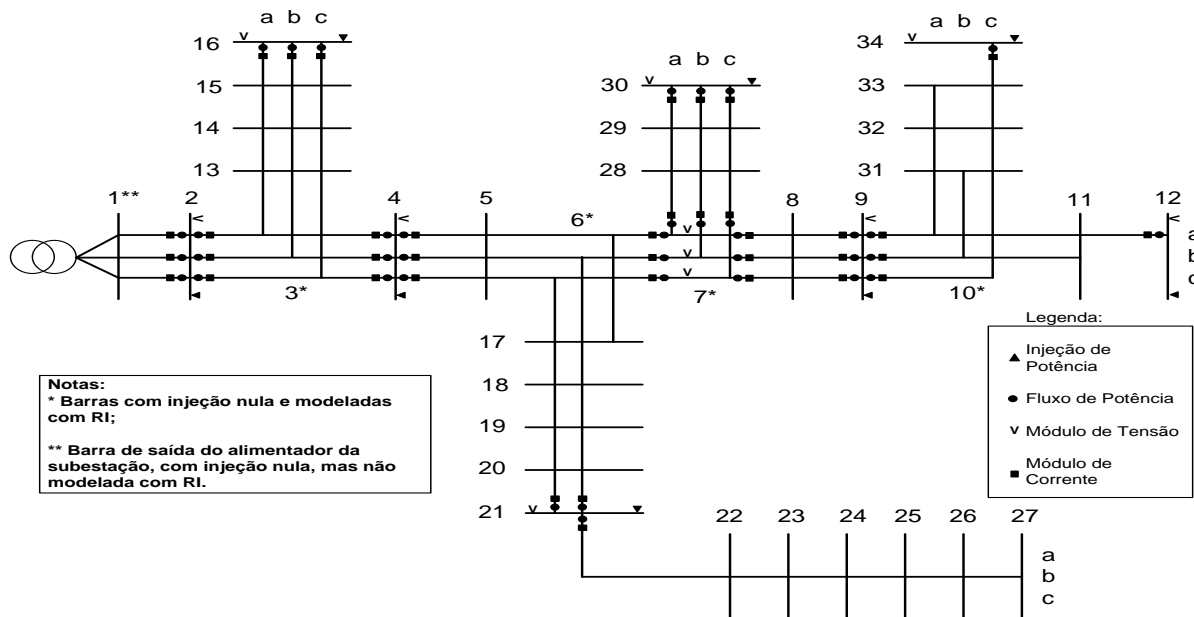 a b c
16
15
14
13
a b c
30
29
28
a b c
34
33
32
31
1**
2
4
5
6*
8
9
11
12
a
b
c
3*
7*
10*
17
18
19
20
21
22
23
24
25
26
27
a
b
c
Notas:
* Barras com injeção nula e modeladas
com RI;
** Barra de saída do alimentador da
subestação, com injeção nula, mas não
modelada com RI.
Legenda:
Injeção de
Potência
Fluxo de Potência
Módulo de Tensão
Módulo de
Corrente